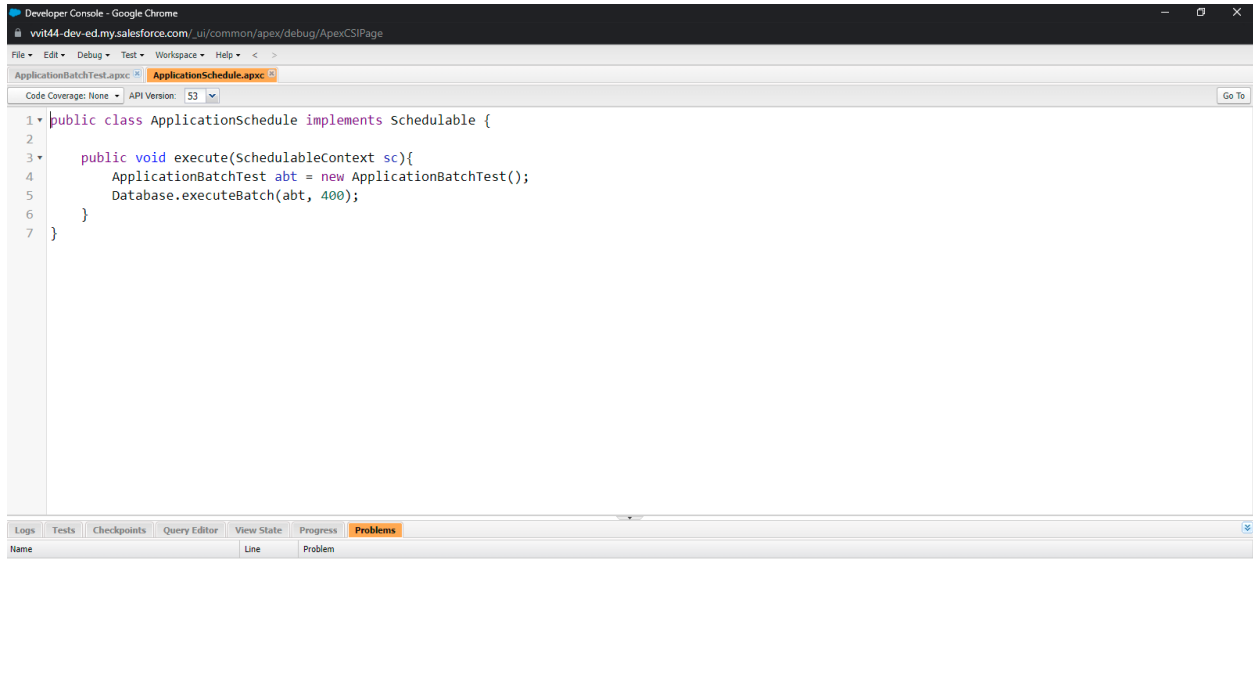 Developer Console - Google Chrome
vvit44-dev-ed.my.salesforce.com/_ui/common/apex/debug/ApexCSIPage
File Edit Debug Test Workspace Help < >
ApplicationBatchTest.apxc ApplicationSchedule.apxc
Code Coverage: None API Version: 53 Go To
1 public class ApplicationSchedule implements Schedulable {
2
3 public void execute(SchedulableContext sc){
4 ApplicationBatchTest abt = new ApplicationBatchTest();
5 Database.executeBatch(abt, 400);
6 }
7 }
Logs Tests Checkpoints Query Editor View State Progress Problems
Name Line Problem